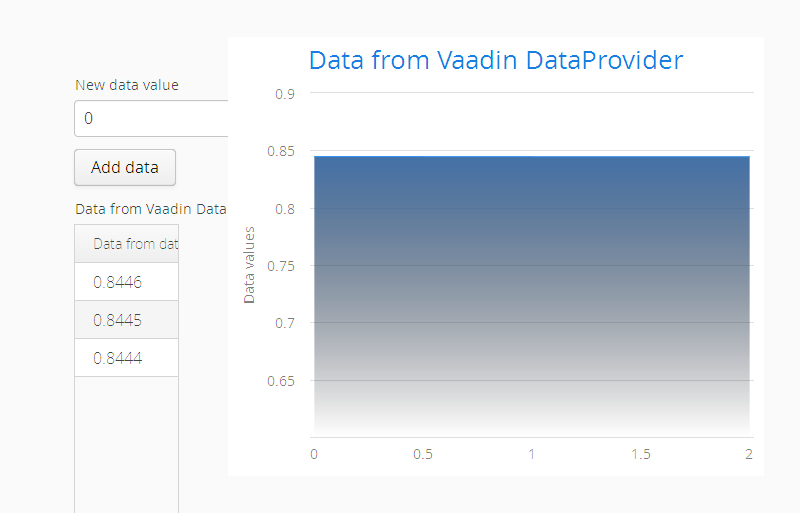 New data value
0
Add data
Data from Vaadin Data
Data from dat
0.8446
0.8445
0.8444
Data from Vaadin DataProvider
Data values
0.9
0.85
0.8
0.75
0.7
0.65
0
0.5
1
1.5
2